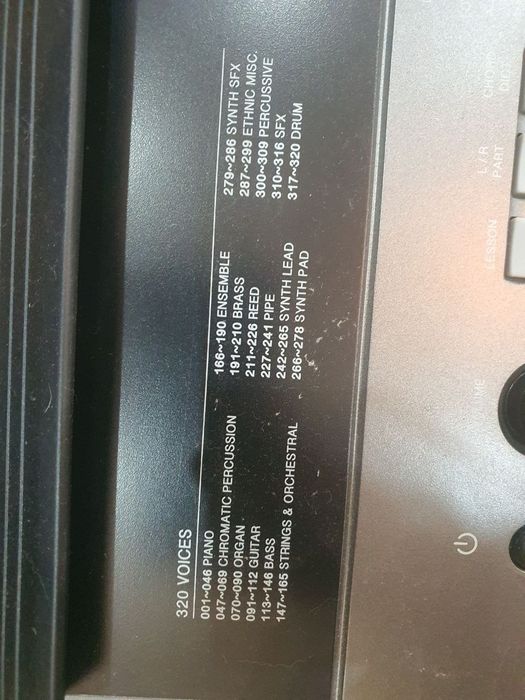 320 VOICES
001~046 PIANO
047~069 CHROMATIC PERCUSSION
070~090 ORGAN
091~112 GUITAR
113~146 BASS
147~165 STRINGS & ORCHESTRAL
166~190 ENSEMBLE
191~210 BRASS
211~226 REED
227~241 PIPE
242~265 SYNTH LEAD
266~278 SYNTH PAD
279~286 SYNTH SFX
287~299 ETHNIC MISC.
300~309 PERCUSSIVE
310~316 SFX
317~320 DRUM
LESSON
L/R
PART